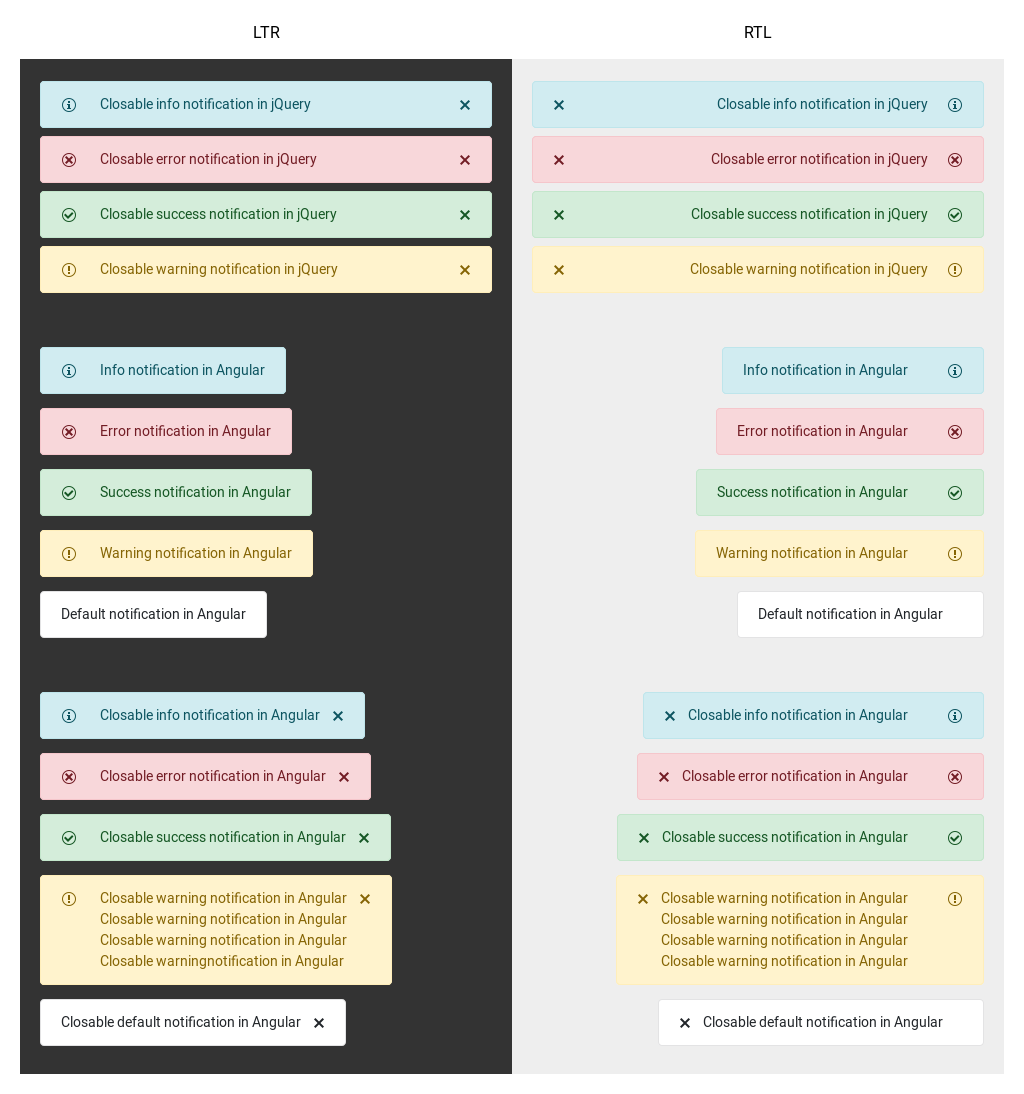 LTR
Closable info notification in jQuery
Closable error notification in jQuery
Closable success notification in jQuery
Closable warning notification in jQuery
Info notification in Angular
Error notification in Angular
Success notification in Angular
Warning notification in Angular
Default notification in Angular
Closable info notification in Angular
Closable error notification in Angular
Closable success notification in Angular
Closable warning notification in Angular
Closable warning notification in Angular
Closable warning notification in Angular
Closable warningnotification in Angular
Closable default notification in Angular
RTL
Closable info notification in jQuery
Closable error notification in jQuery
Closable success notification in jQuery
Closable warning notification in jQuery
Info notification in Angular
Error notification in Angular
Success notification in Angular
Warning notification in Angular
Default notification in Angular
Closable info notification in Angular
Closable error notification in Angular
Closable success notification in Angular
Closable warning notification in Angular
Closable warning notification in Angular
Closable warning notification in Angular
Closable warning notification in Angular
Closable default notification in Angular